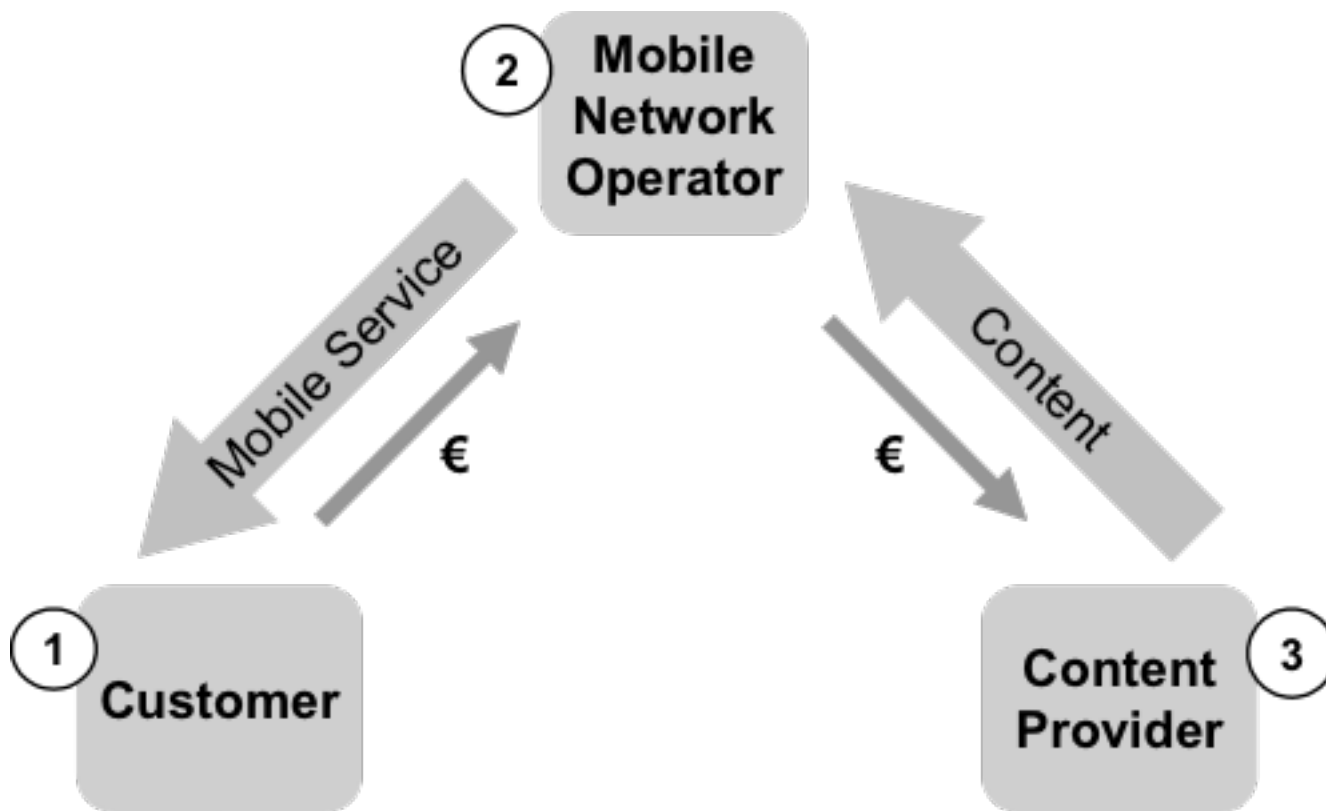 2
Mobile
Network
Operator
Mobile Service
€
€
Content
1
Customer
Content
Provider
3